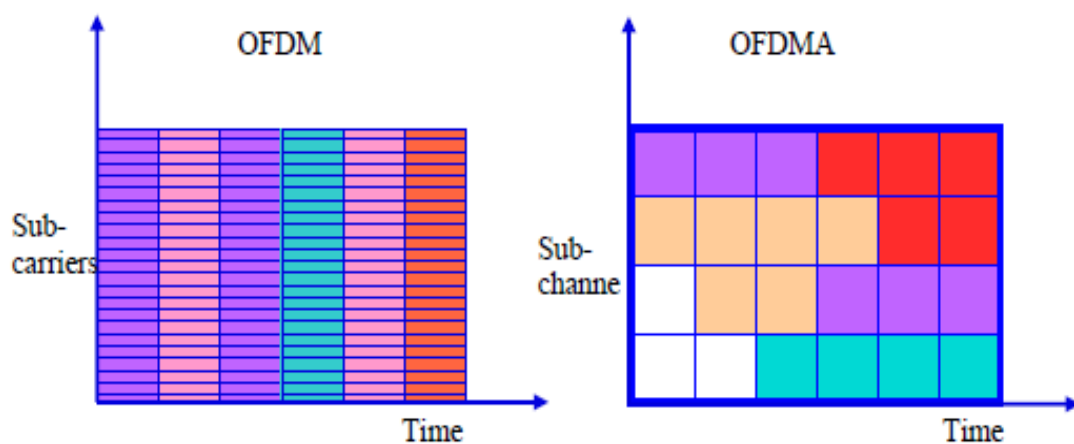 OFDM
Sub-
carriers
Time
OFDMA
Sub-
channe
Time